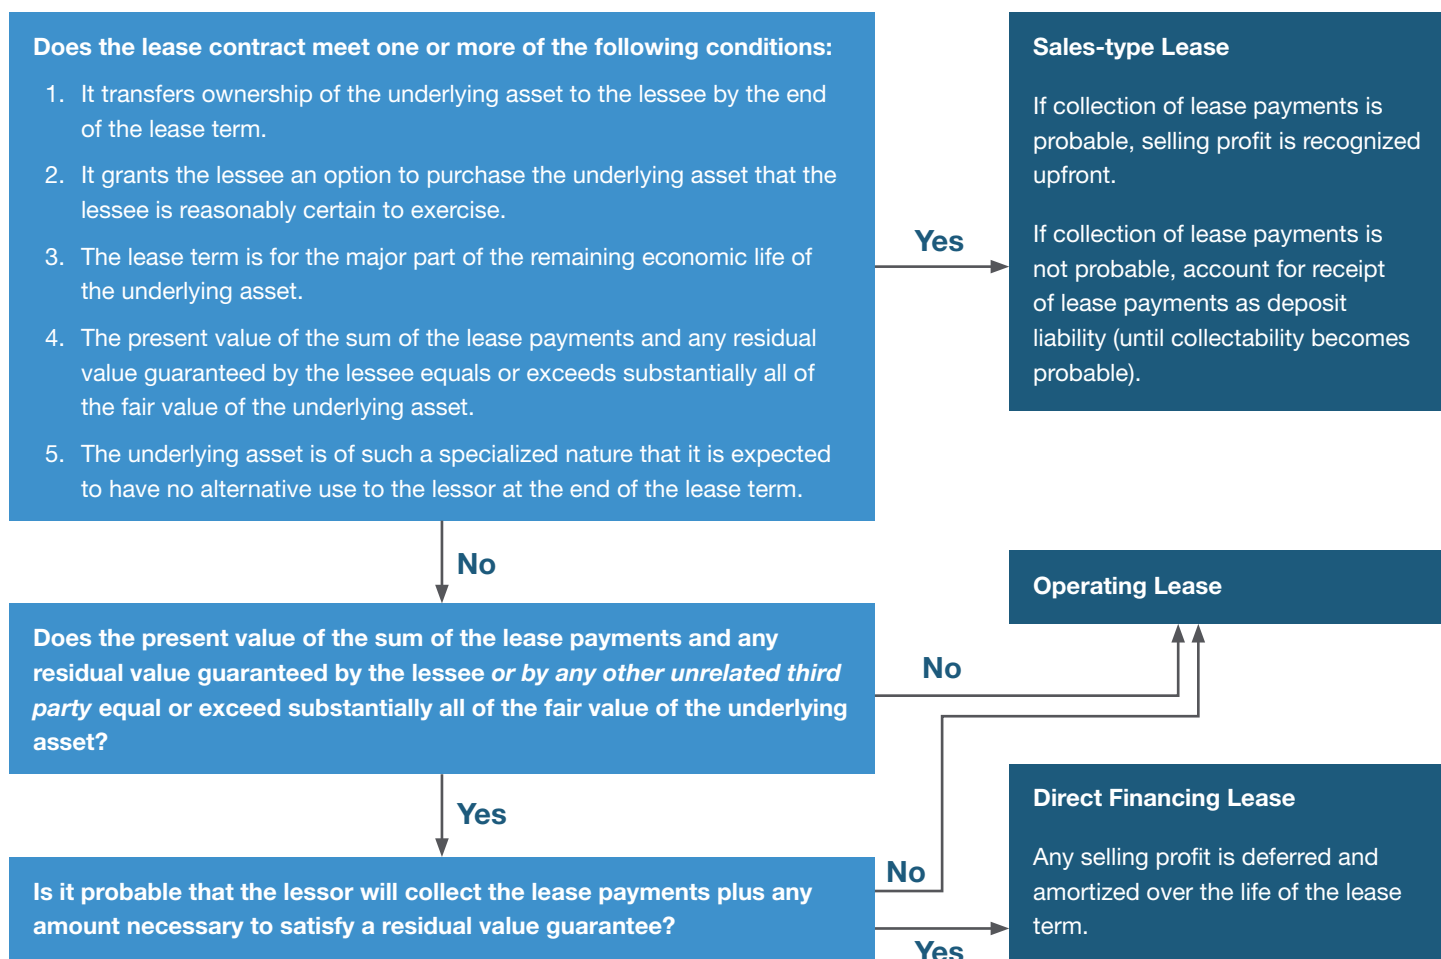 Does the lease contract meet one or more of the following conditions:
1. It transfers ownership of the underlying asset to the lessee by the end
of the lease term.
2. It grants the lessee an option to purchase the underlying asset that the
lessee is reasonably certain to exercise.
3. The lease term is for the major part of the remaining economic life of
the underlying asset.
4. The present value of the sum of the lease payments and any residual
value guaranteed by the lessee equals or exceeds substantially all of
the fair value of the underlying asset.
5. The underlying asset is of such a specialized nature that it is expected
to have no alternative use to the lessor at the end of the lease term.
Yes
Sales-type Lease
If collection of lease payments is
probable, selling profit is recognized
upfront.
If collection of lease payments is
not probable, account for receipt
of lease payments as deposit
liability (until collectability becomes
probable).
No
Does the present value of the sum of the lease payments and any
residual value guaranteed by the lessee or by any other unrelated third
party equal or exceed substantially all of the fair value of the underlying
asset?
No
Operating Lease
Yes
Is it probable that the lessor will collect the lease payments plus any
amount necessary to satisfy a residual value guarantee?
No
Yes
Direct Financing Lease
Any selling profit is deferred and
amortized over the life of the lease
term.